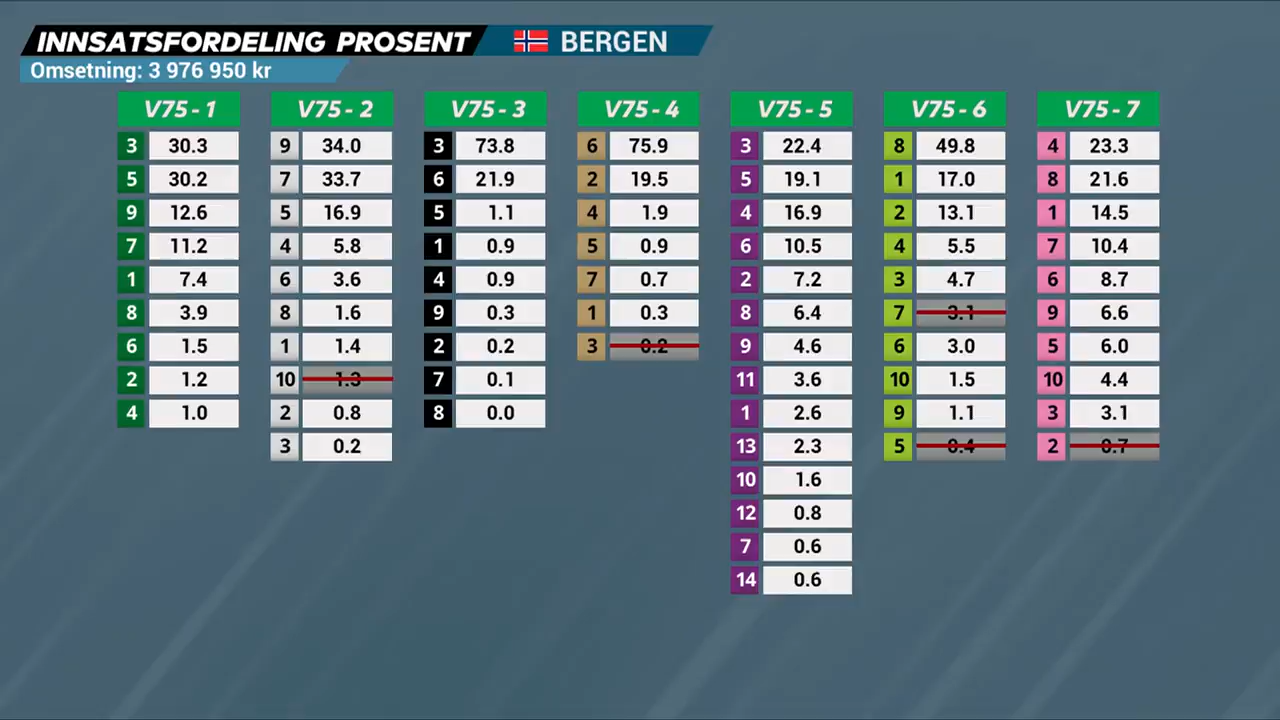 INNSATSFORDELING PROSENT BERGEN
Omsetning: 3 976 950 kr
V75 - 1 V75 - 2 V75 - 3 V75 - 4 V75 - 5 V75 - 6 V75 - 7
3 30.3 9 34.0 3 73.8 6 75.9 3 22.4 8 49.8 4 23.3
5 30.2 7 33.7 6 21.9 2 19.5 5 19.1 1 17.0 8 21.6
9 12.6 5 16.9 5 1.1 4 1.9 4 16.9 2 13.1 1 14.5
7 11.2 4 5.8 1 0.9 5 0.9 6 10.5 4 5.5 7 10.4
1 7.4 6 3.6 4 0.9 7 0.7 2 7.2 3 4.7 6 8.7
8 3.9 8 1.6 9 0.3 1 0.3 8 6.4 7 3.1 9 6.6
6 1.5 1 1.4 2 0.2 3 0.2 9 4.6 6 3.0 5 6.0
2 1.2 10 1.3 7 0.1 11 3.6 10 1.5 10 4.4
4 1.0 2 0.8 8 0.0 1 2.6 9 1.1 3 3.1
3 0.2 13 2.3 5 0.4 2 0.7
10 1.6
12 0.8
7 0.6
14 0.6